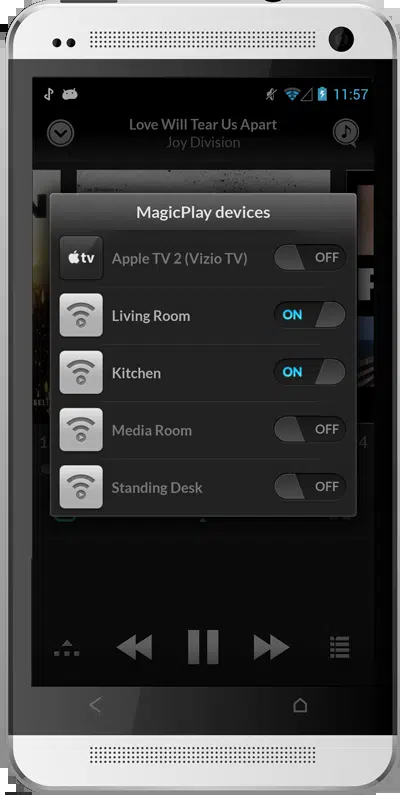 11:57
Love Will Tear Us Apart
Joy Division
MagicPlay devices
tv Apple TV 2 (Vizio TV) OFF
Living Room ON
Kitchen ON
Media Room OFF
Standing Desk OFF